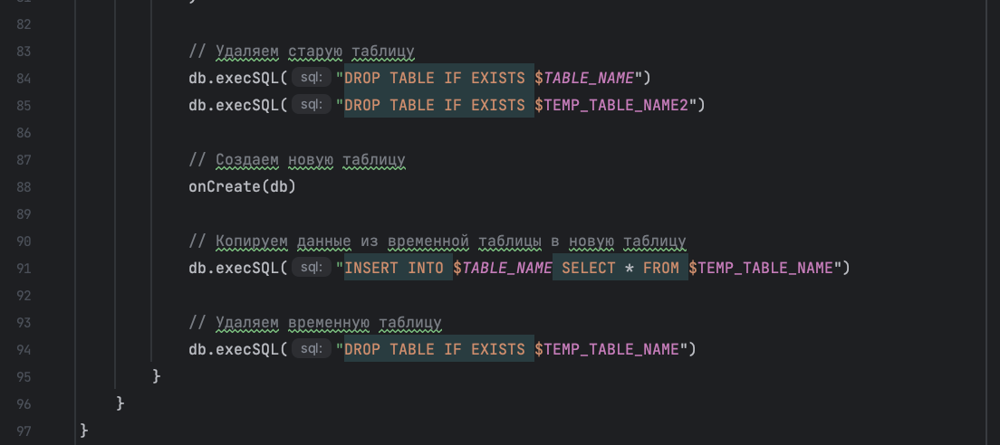 82
83 // Удаляем старую таблицу
84 db.execSQL( sql: "DROP TABLE IF EXISTS $TABLE_NAME")
85 db.execSQL( sql: "DROP TABLE IF EXISTS $TEMP_TABLE_NAME2")
86
87 // Создаем новую таблицу
88 onCreate(db)
89
90 // Копируем данные из временной таблицы в новую таблицу
91 db.execSQL( sql: "INSERT INTO $TABLE_NAME SELECT * FROM $TEMP_TABLE_NAME")
92
93 // Удаляем временную таблицу
94 db.execSQL( sql: "DROP TABLE IF EXISTS $TEMP_TABLE_NAME")
95 }
96 }
97 }